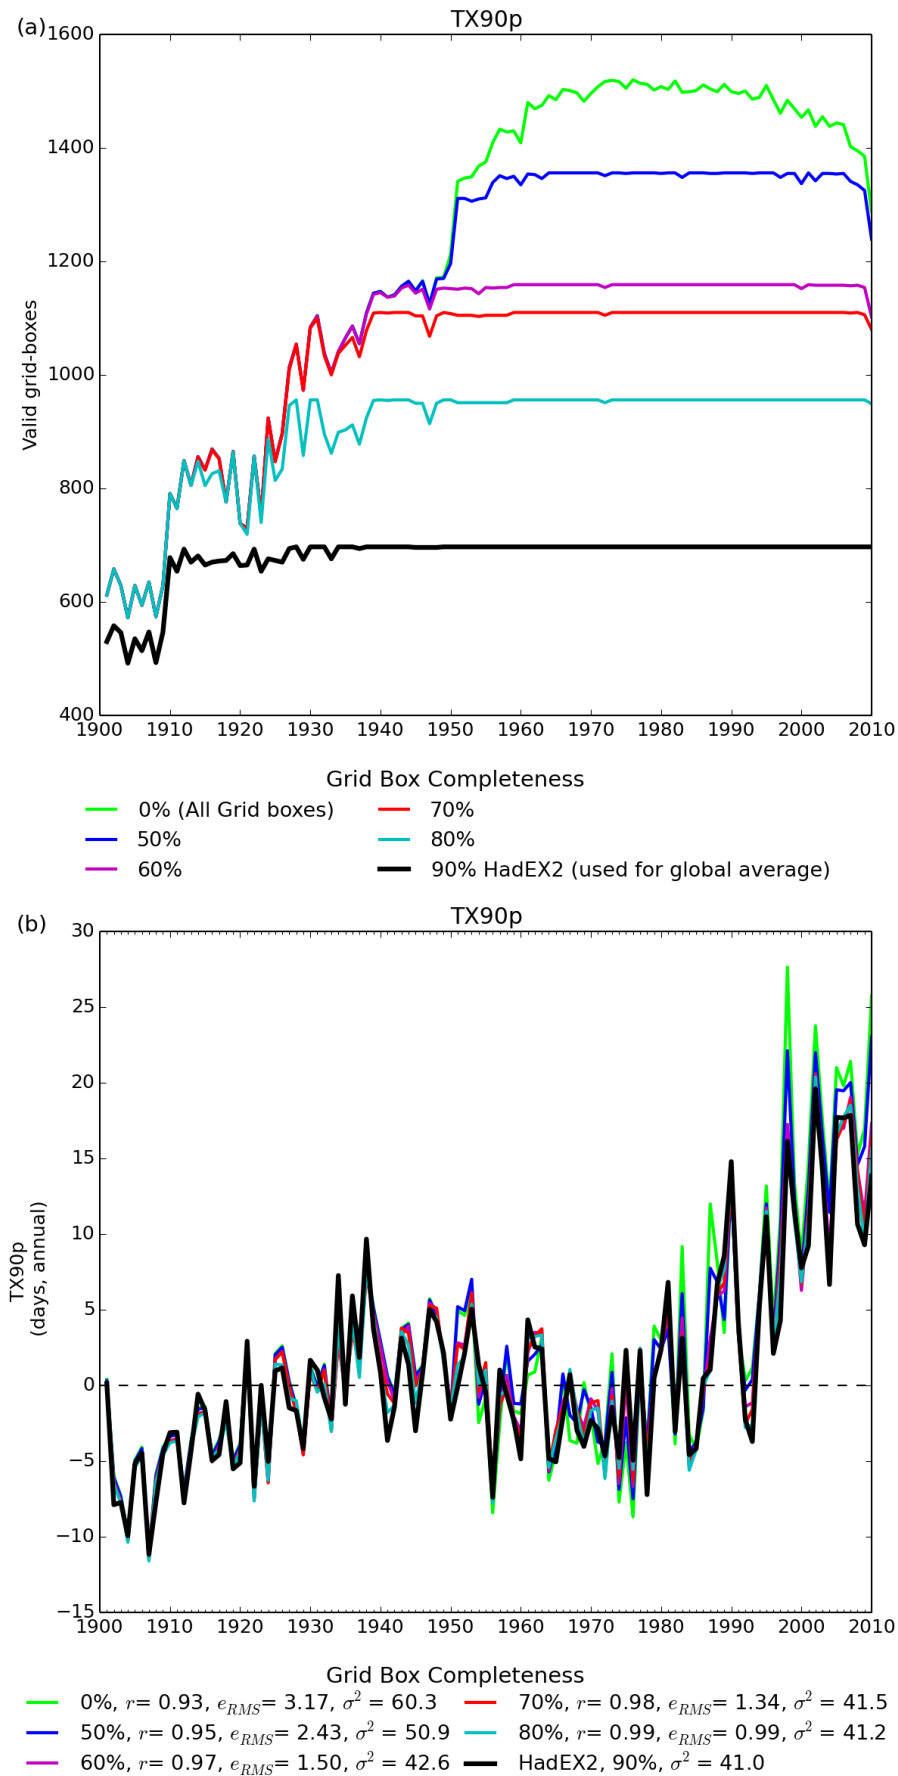 (a)
TX90p
1600
1400
1200
1000
800
600
400
Valid grid-boxes
1900 1910 1920 1930 1940 1950 1960 1970 1980 1990 2000 2010
Grid Box Completeness
0% (All Grid boxes)
50%
60%
70%
80%
90% HadEX2 (used for global average)
(b)
TX90p
30
25
20
15
10
5
0
−5
−10
−15
TX90p
(days, annual)
1900 1910 1920 1930 1940 1950 1960 1970 1980 1990 2000 2010
Grid Box Completeness
0%, r= 0.93, e_RMS= 3.17, σ² = 60.3
50%, r= 0.95, e_RMS= 2.43, σ² = 50.9
60%, r= 0.97, e_RMS= 1.50, σ² = 42.6
70%, r= 0.98, e_RMS= 1.34, σ² = 41.5
80%, r= 0.99, e_RMS= 0.99, σ² = 41.2
HadEX2, 90%, σ² = 41.0